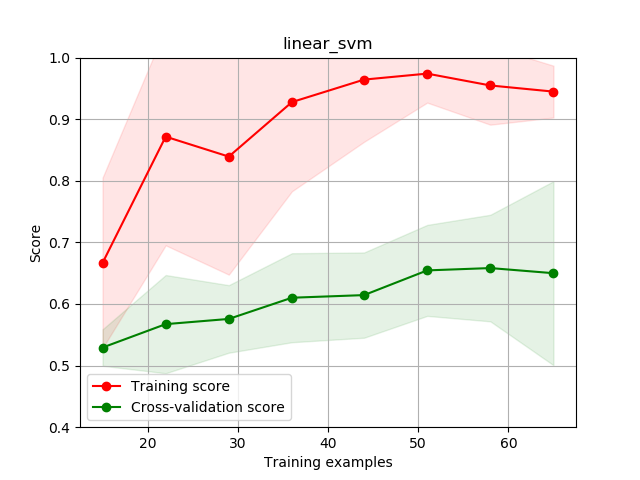 linear_svm
1.0
0.9
0.8
0.7
0.6
0.5
0.4
Score
Training score
Cross-validation score
20 30 40 50 60
Training examples